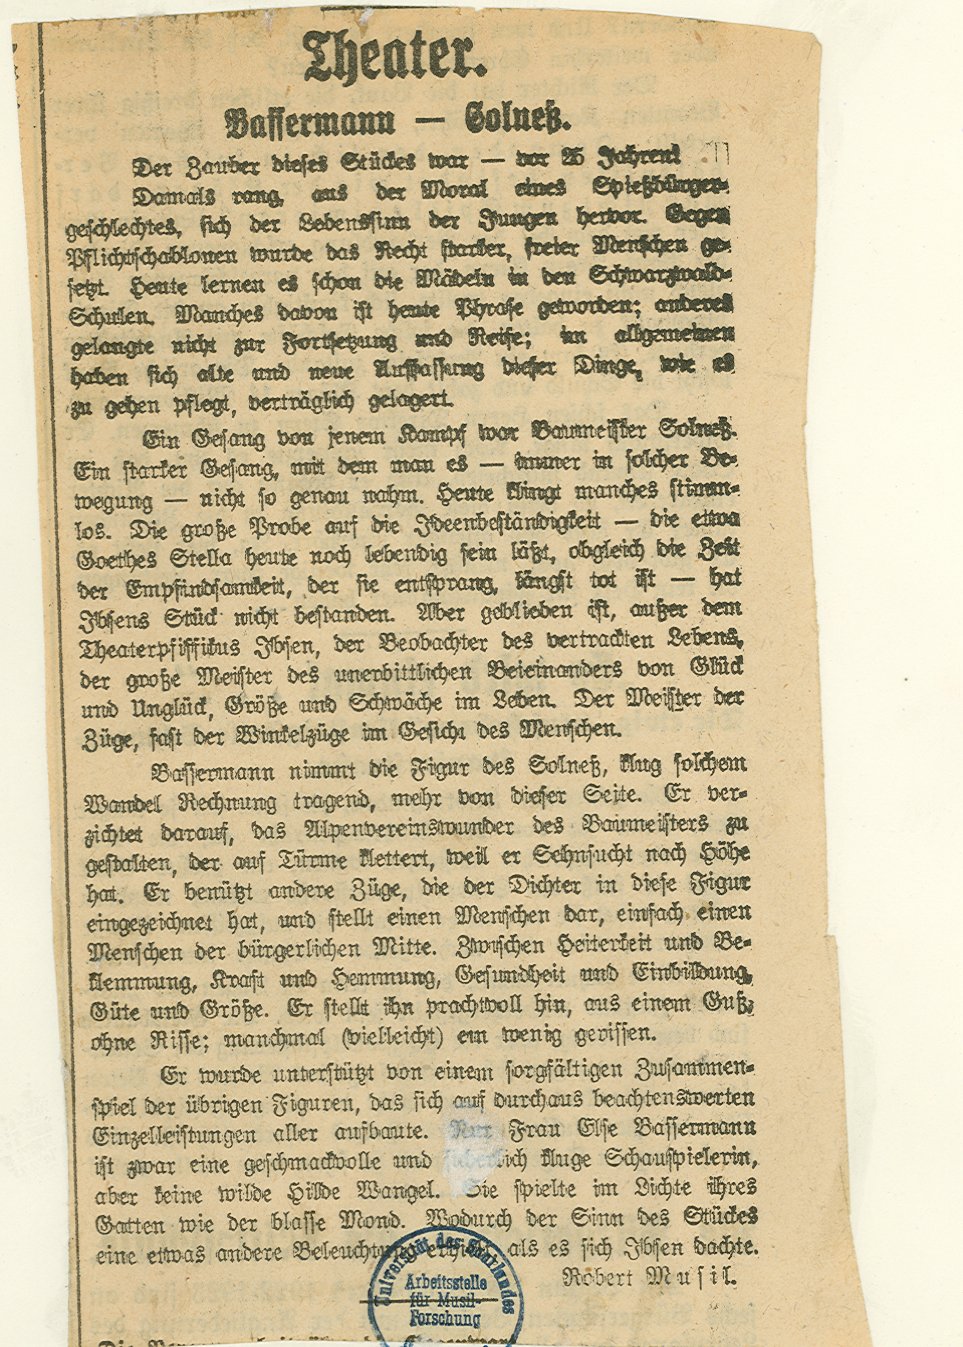 Theater.
Bassermann — Solneß.
Der Zauber dieses Stückes war — vor 25 Jahren!
Damals rang, aus der Moral eines Spießbürger-
geschlechtes, sich der Lebenssinn der Jungen hervor. Gegen
Pflichtschablonen wurde das Recht starker, freier Menschen ge-
setzt. Heute lernen es schon die Mädeln in den Schwarzwald-
Schulen. Manches davon ist heute Phrase geworden; anderes
gelangte nicht zur Fortsetzung und Reife; im allgemeinen
haben sich alte und neue Auffassung dieser Dinge, wie es
zu gehen pflegt, verträglich gelagert.
Ein Gesang von jenem Kampf war Baumeister Solneß.
Ein starker Gesang, mit dem man es — immer in solcher Be-
wegung — nicht so genau nahm. Heute klingt manches stimm-
los. Die große Probe auf die Ideenbeständigkeit — die etwa
Goethes Stella heute noch lebendig sein läßt, obgleich die Zeit
der Empfindsamkeit, der sie entsprang, längst tot ist — hat
Ibsens Stück nicht bestanden. Aber geblieben ist, außer dem
Theaterpfiffikus Ibsen, der Beobachter des vertrackten Lebens,
der große Meister des unerbittlichen Beieinanders von Glück
und Unglück, Größe und Schwäche im Leben. Der Meister der
Züge, fast der Winkelzüge im Gesicht des Menschen.
Bassermann nimmt die Figur des Solneß, klug solchem
Wandel Rechnung tragend, mehr von dieser Seite. Er ver-
zichtet darauf, das Alpenvereinswunder des Baumeisters zu
gestalten, der auf Türme klettert, weil er Sehnsucht nach Höhe
hat. Er benützt andere Züge, die der Dichter in diese Figur
eingezeichnet hat, und stellt einen Menschen dar, einfach einen
Menschen der bürgerlichen Mitte. Zwischen Heiterkeit und Be-
klemmung, Kraft und Hemmung, Gesundheit und Einbildung,
Güte und Größe. Er stellt ihn prachtvoll hin, aus einem Guß,
ohne Risse; manchmal (vielleicht) ein wenig gerissen.
Er wurde unterstützt von einem sorgfältigen Zusammen-
spiel der übrigen Figuren, das sich auf durchaus beachtenswerten
Einzelleistungen aller aufbaute. Nur Frau Else Bassermann
ist zwar eine geschmackvolle und sicherlich kluge Schauspielerin,
aber keine wilde Hilde Wangel. Sie spielte im Lichte ihres
Gatten wie der blasse Mond. Wodurch der Sinn des Stückes
eine etwas andere Beleuchtung erhielt, als es sich Ibsen dachte.
Robert Musil.
Universität des Saarlandes
Arbeitsstelle
für Musil-
Forschung